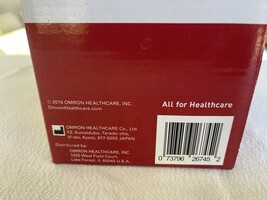 © 2019 OMRON HEALTHCARE, INC.
OmronHealthcare.com
All for Healthcare
OMRON HEALTHCARE Co., Ltd.
53, Kunotsubo, Terado-cho,
Muko, Kyoto, 617-0002 JAPAN
Distributed by:
OMRON HEALTHCARE, INC.
1925 West Field Court,
Lake Forest, IL 60045 U.S.A.
0 73796 26745 2